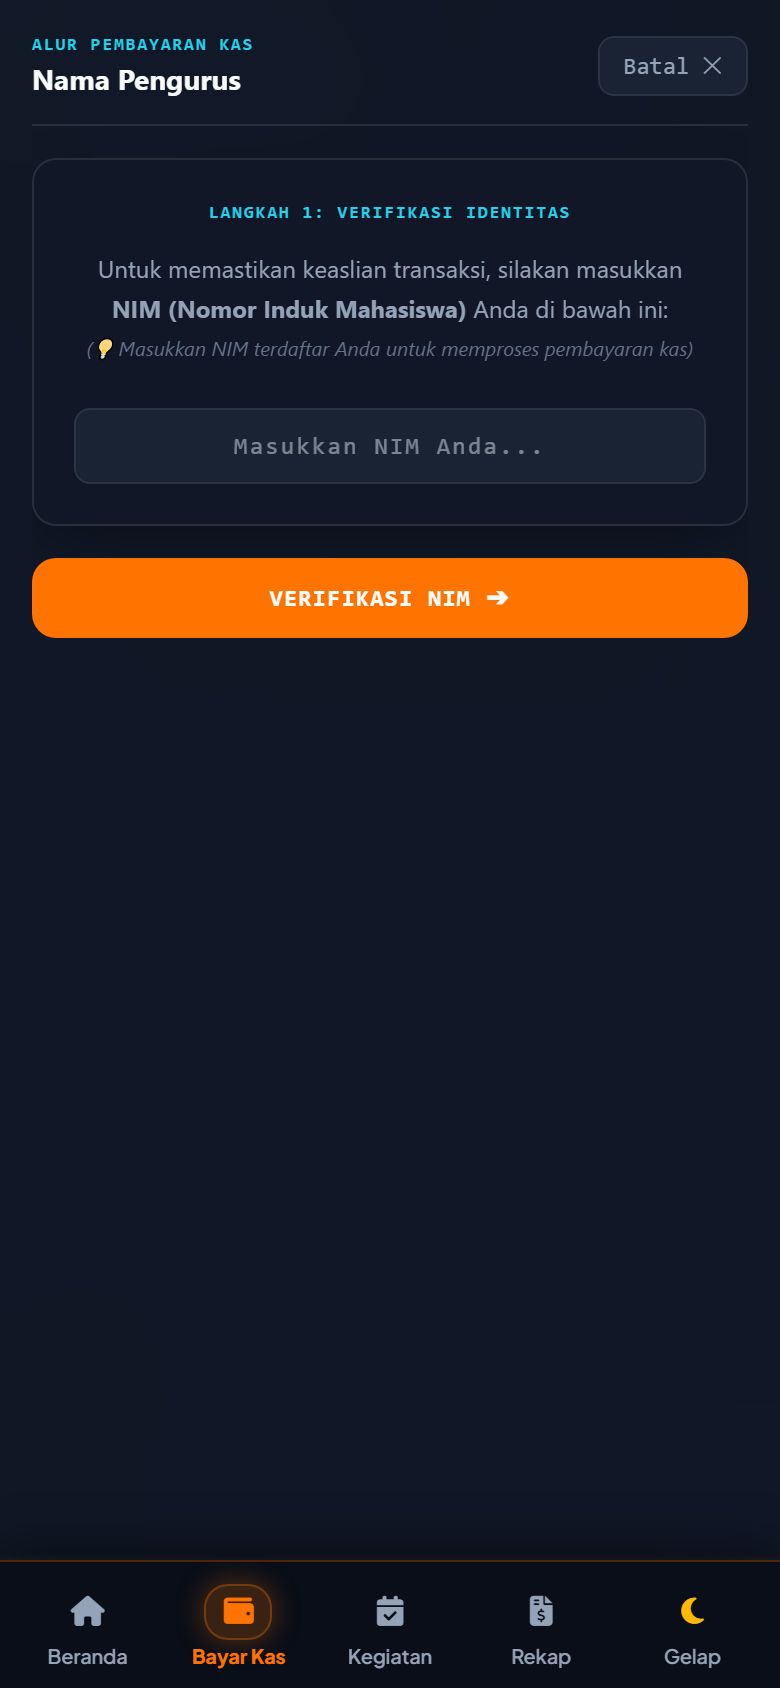 ALUR PEMBAYARAN KAS
Nama Pengurus
Batal ✕
LANGKAH 1: VERIFIKASI IDENTITAS
Untuk memastikan keaslian transaksi, silakan masukkan
NIM (Nomor Induk Mahasiswa) Anda di bawah ini:
(💡 Masukkan NIM terdaftar Anda untuk memproses pembayaran kas)
Masukkan NIM Anda...
VERIFIKASI NIM ➔
Beranda
Bayar Kas
Kegiatan
Rekap
Gelap